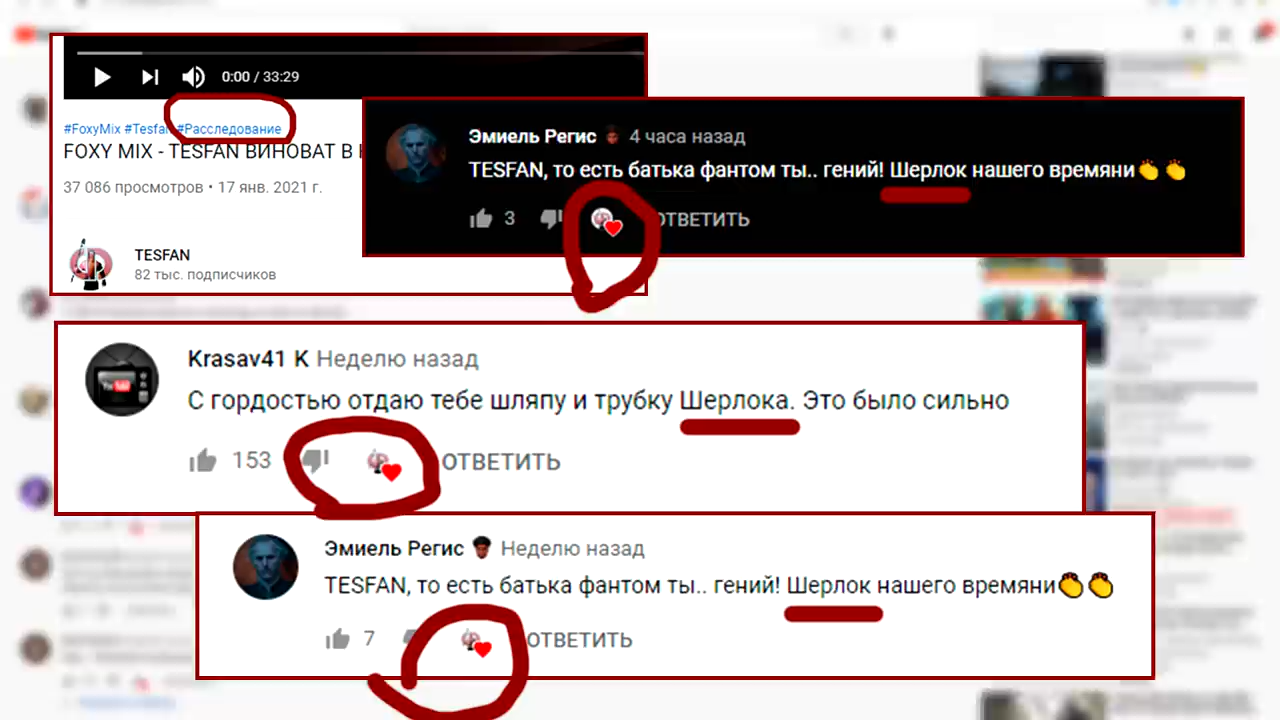 0:00 / 33:29
#FoxyMix #Tesfan #Расследование
FOXY MIX - TESFAN ВИНОВАТ В
37 086 просмотров • 17 янв. 2021 г.
TESFAN
82 тыс. подписчиков
Эмиель Регис 4 часа назад
TESFAN, то есть батька фантом ты.. гений! Шерлок нашего времяни👏👏
3 ОТВЕТИТЬ
Krasav41 K Неделю назад
С гордостью отдаю тебе шляпу и трубку Шерлока. Это было сильно
153 ОТВЕТИТЬ
Эмиель Регис Неделю назад
TESFAN, то есть батька фантом ты.. гений! Шерлок нашего времяни👏👏
7 ОТВЕТИТЬ